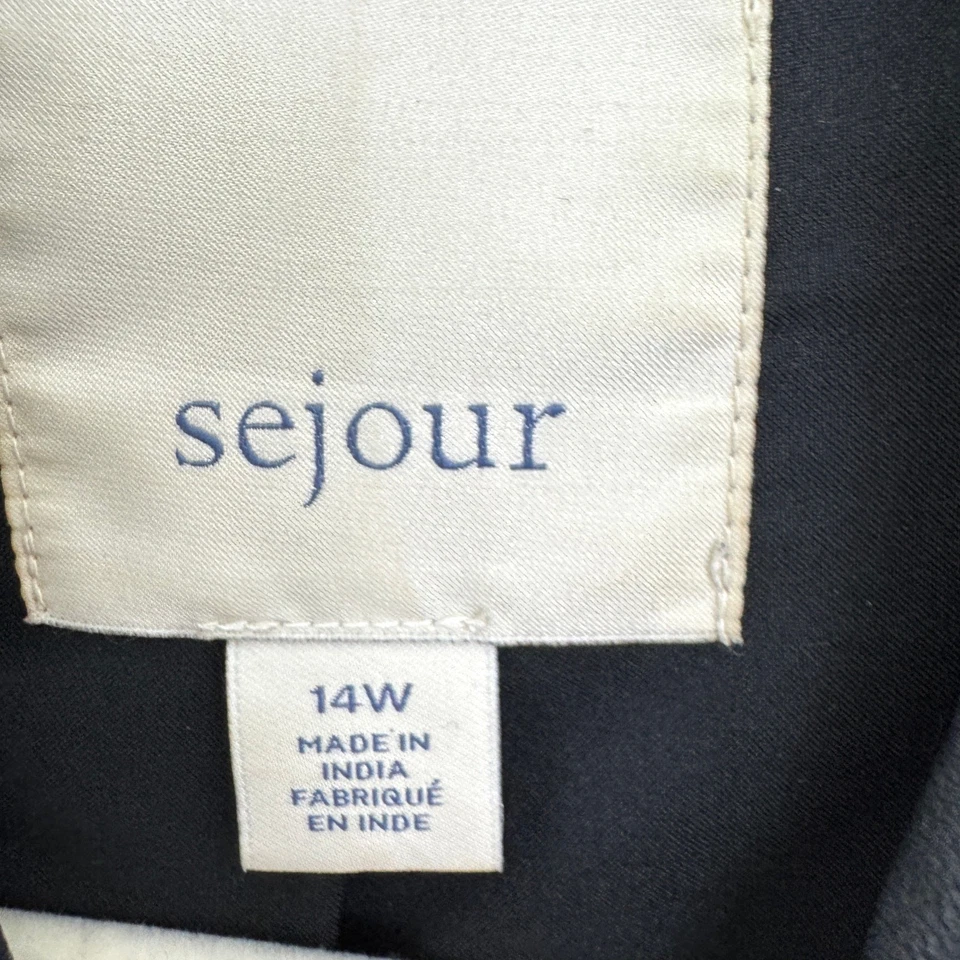 sejour
14W
MADE IN
INDIA
FABRIQUÉ
EN INDE